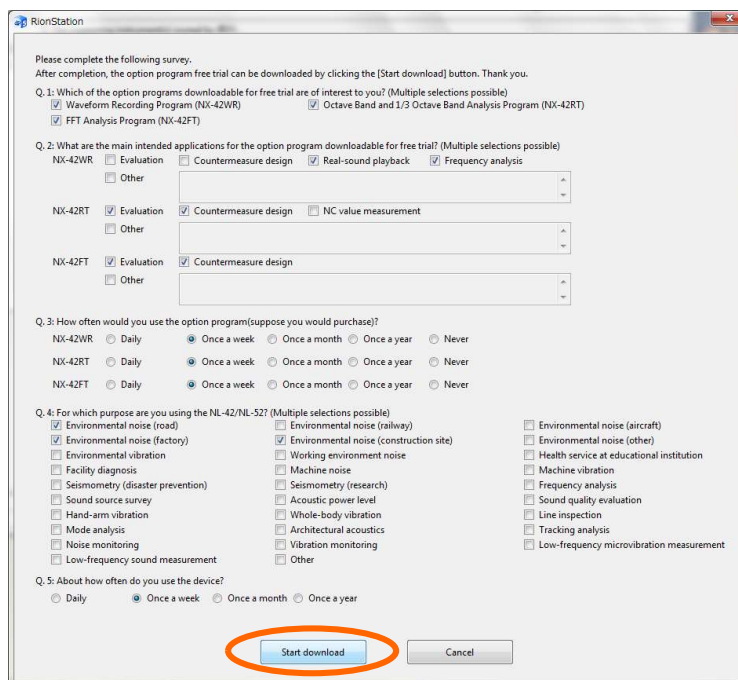 RionStation
Please complete the following survey.
After completion, the option program free trial can be downloaded by clicking the [Start download] button. Thank you.
Q. 1: Which of the option programs downloadable for free trial are of interest to you? (Multiple selections possible)
Waveform Recording Program (NX-42WR) Octave Band and 1/3 Octave Band Analysis Program (NX-42RT)
FFT Analysis Program (NX-42FT)
Q. 2: What are the main intended applications for the option program downloadable for free trial? (Multiple selections possible)
NX-42WR Evaluation Countermeasure design Real-sound playback Frequency analysis
Other
NX-42RT Evaluation Countermeasure design NC value measurement
Other
NX-42FT Evaluation Countermeasure design
Other
Q. 3: How often would you use the option program(suppose you would purchase)?
NX-42WR Daily Once a week Once a month Once a year Never
NX-42RT Daily Once a week Once a month Once a year Never
NX-42FT Daily Once a week Once a month Once a year Never
Q. 4: For which purpose are you using the NL-42/NL-52? (Multiple selections possible)
Environmental noise (road) Environmental noise (railway) Environmental noise (aircraft)
Environmental noise (factory) Environmental noise (construction site) Environmental noise (other)
Environmental vibration Working environment noise Health service at educational institution
Facility diagnosis Machine noise Machine vibration
Seismometry (disaster prevention) Seismometry (research) Frequency analysis
Sound source survey Acoustic power level Sound quality evaluation
Hand-arm vibration Whole-body vibration Line inspection
Mode analysis Architectural acoustics Tracking analysis
Noise monitoring Vibration monitoring Low-frequency microvibration measurement
Low-frequency sound measurement Other
Q. 5: About how often do you use the device?
Daily Once a week Once a month Once a year
Start download Cancel